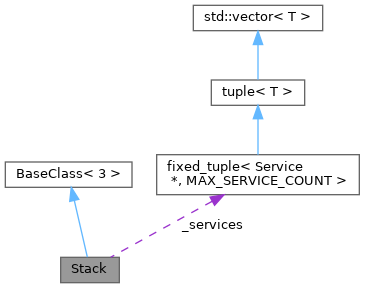 std::vector< T >
tuple< T >
fixed_tuple< Service
*, MAX_SERVICE_COUNT >
BaseClass< 3 >
_services
Stack